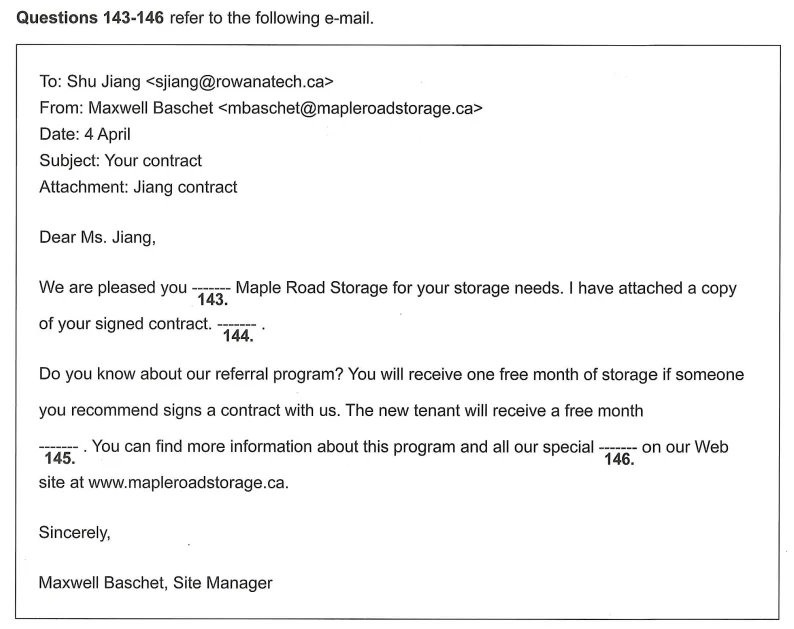 Questions 143-146 refer to the following e-mail.
To: Shu Jiang <sjiang@rowanatech.ca>
From: Maxwell Baschet <mbaschet@mapleroadstorage.ca>
Date: 4 April
Subject: Your contract
Attachment: Jiang contract
Dear Ms. Jiang,
We are pleased you ------- Maple Road Storage for your storage needs. I have attached a copy
143.
of your signed contract. ------- .
144.
Do you know about our referral program? You will receive one free month of storage if someone
you recommend signs a contract with us. The new tenant will receive a free month
------- . You can find more information about this program and all our special ------- on our Web
145. 146.
site at www.mapleroadstorage.ca.
Sincerely,
Maxwell Baschet, Site Manager